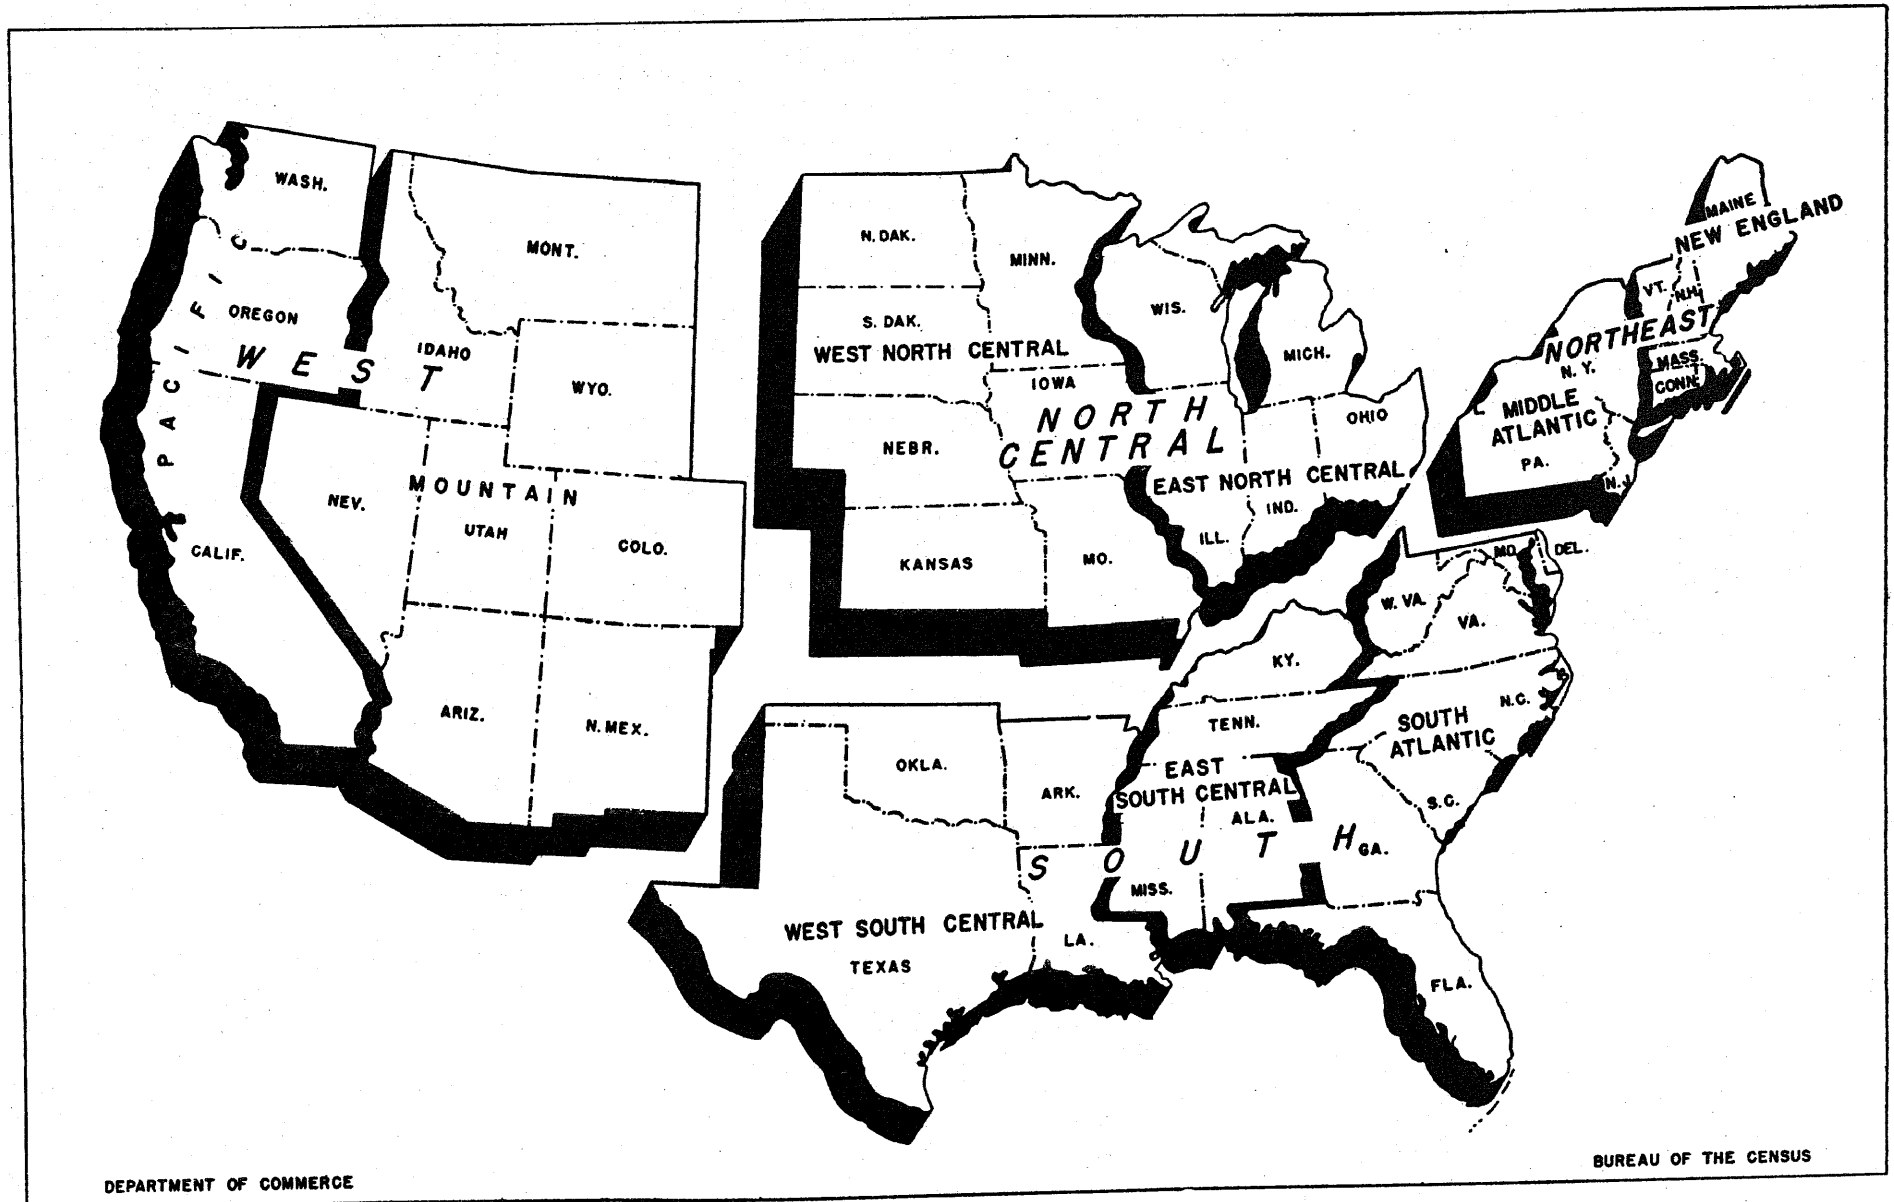 WASH.
MONT.
OREGON
IDAHO
WYO.
PACIFIC
WEST
MOUNTAIN
NEV.
UTAH
COLO.
CALIF.
ARIZ.
N. MEX.
N. DAK.
MINN.
S. DAK.
WEST NORTH CENTRAL
WIS.
MICH.
IOWA
NORTH
CENTRAL
NEBR.
OHIO
EAST NORTH CENTRAL
IND.
ILL.
KANSAS
MO.
MAINE
NEW ENGLAND
VT.
N.H.
NORTHEAST
N. Y.
MASS.
CONN.
MIDDLE
ATLANTIC
PA.
N.J.
MD.
DEL.
W. VA.
VA.
KY.
TENN.
N.C.
SOUTH
ATLANTIC
EAST
SOUTH CENTRAL
S.C.
ALA.
OKLA.
ARK.
SOUTH
GA.
MISS.
WEST SOUTH CENTRAL
LA.
TEXAS
FLA.
DEPARTMENT OF COMMERCE
BUREAU OF THE CENSUS